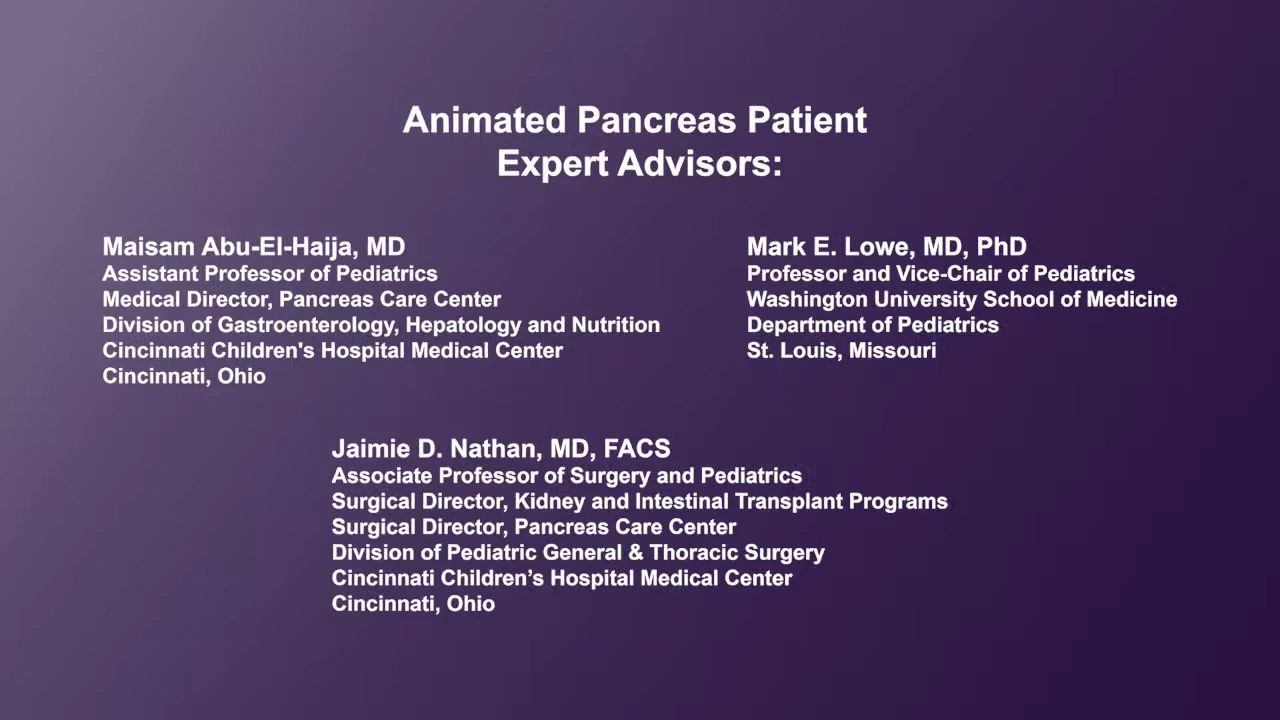 Animated Pancreas Patient
Expert Advisors:
Maisam Abu-El-Haija, MD
Assistant Professor of Pediatrics
Medical Director, Pancreas Care Center
Division of Gastroenterology, Hepatology and Nutrition
Cincinnati Children's Hospital Medical Center
Cincinnati, Ohio
Mark E. Lowe, MD, PhD
Professor and Vice-Chair of Pediatrics
Washington University School of Medicine
Department of Pediatrics
St. Louis, Missouri
Jaimie D. Nathan, MD, FACS
Associate Professor of Surgery and Pediatrics
Surgical Director, Kidney and Intestinal Transplant Programs
Surgical Director, Pancreas Care Center
Division of Pediatric General & Thoracic Surgery
Cincinnati Children’s Hospital Medical Center
Cincinnati, Ohio